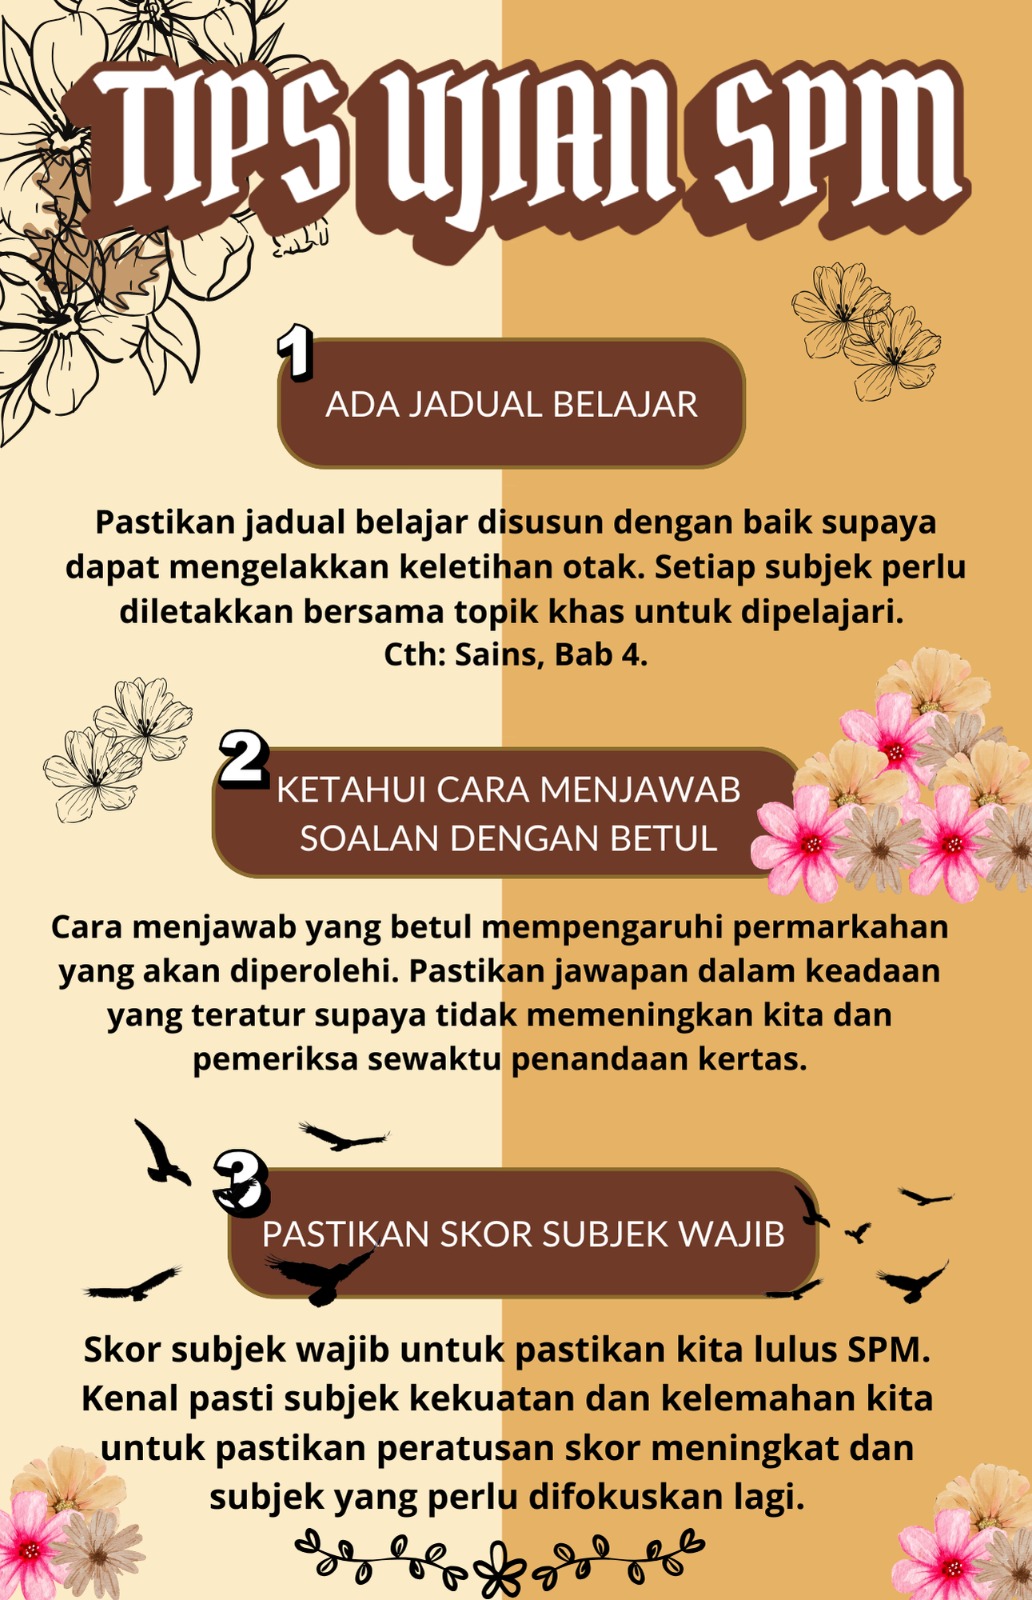 TIPS UJIAN SPM
1
ADA JADUAL BELAJAR
Pastikan jadual belajar disusun dengan baik supaya
dapat mengelakkan keletihan otak. Setiap subjek perlu
diletakkan bersama topik khas untuk dipelajari.
Cth: Sains, Bab 4.
2
KETAHUI CARA MENJAWAB
SOALAN DENGAN BETUL
Cara menjawab yang betul mempengaruhi permarkahan
yang akan diperolehi. Pastikan jawapan dalam keadaan
yang teratur supaya tidak memeningkan kita dan
pemeriksa sewaktu penandaan kertas.
3
PASTIKAN SKOR SUBJEK WAJIB
Skor subjek wajib untuk pastikan kita lulus SPM.
Kenal pasti subjek kekuatan dan kelemahan kita
untuk pastikan peratusan skor meningkat dan
subjek yang perlu difokuskan lagi.